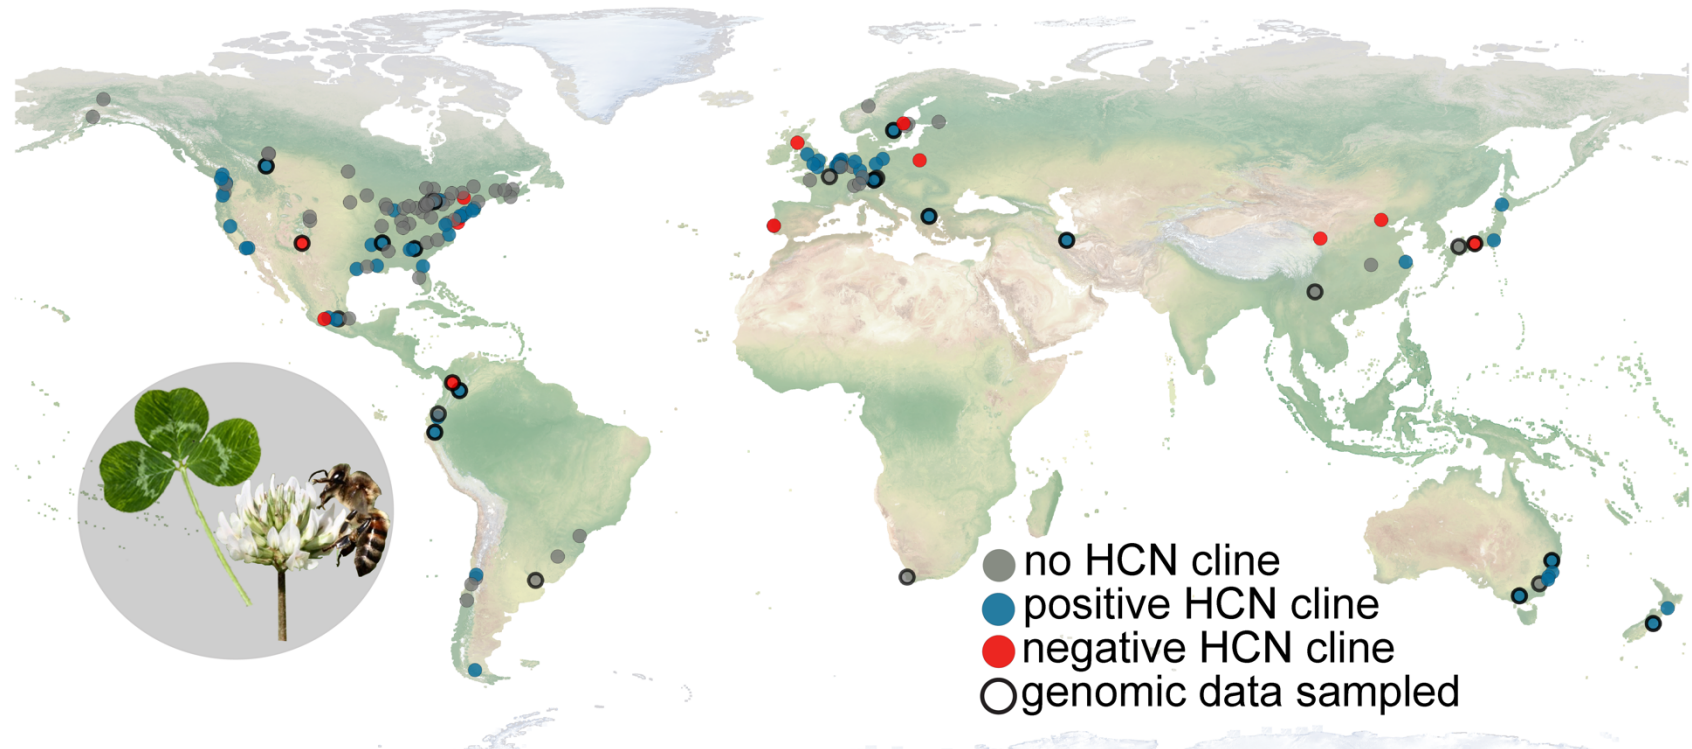 no HCN cline
positive HCN cline
negative HCN cline
genomic data sampled